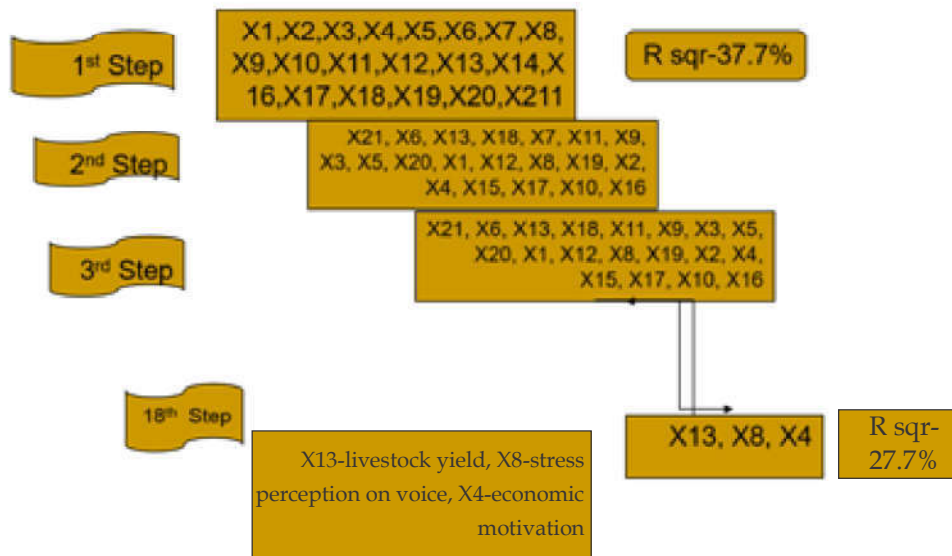 1st Step
X1,X2,X3,X4,X5,X6,X7,X8,
X9,X10,X11,X12,X13,X14,X
16,X17,X18,X19,X20,X211
R sqr-37.7%
2nd Step
X21, X6, X13, X18, X7, X11, X9,
X3, X5, X20, X1, X12, X8, X19, X2,
X4, X15, X17, X10, X16
3rd Step
X21, X6, X13, X18, X11, X9, X3, X5,
X20, X1, X12, X8, X19, X2, X4,
X15, X17, X10, X16
18th Step
X13, X8, X4
R sqr-
27.7%
X13-livestock yield, X8-stress
perception on voice, X4-economic
motivation